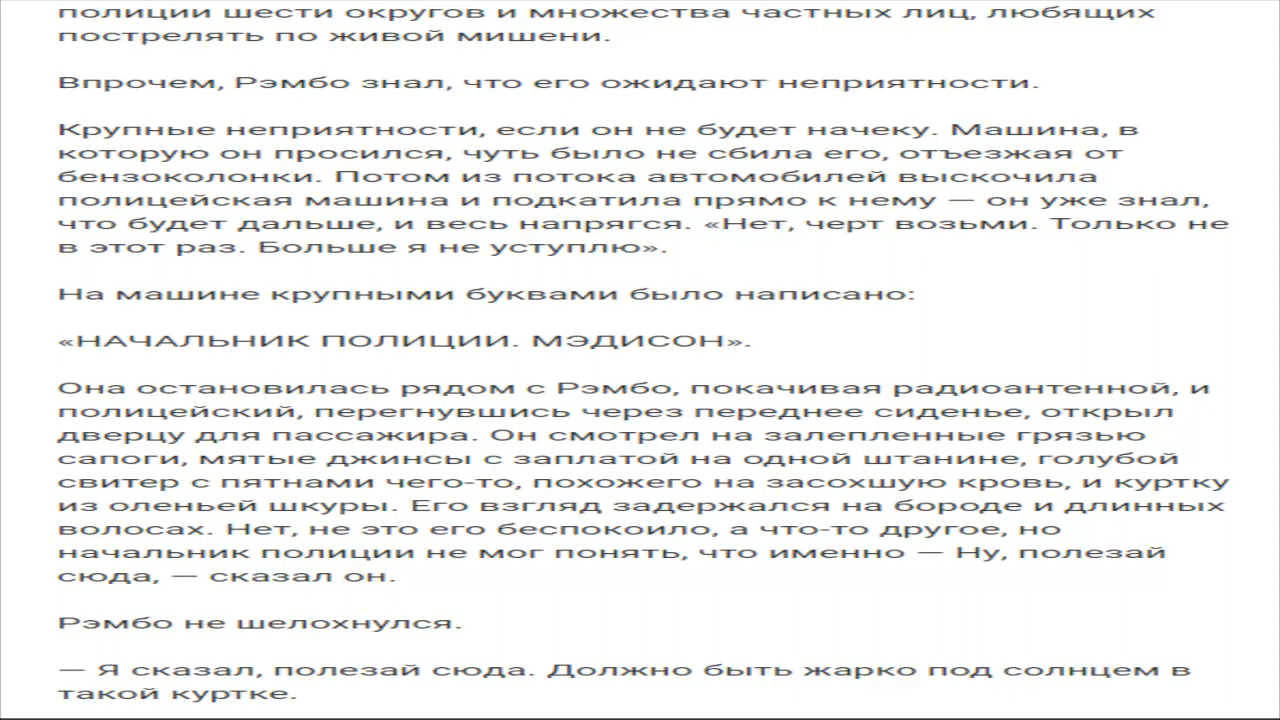 полиции шести округов и множества частных лиц, любящих
пострелять по живой мишени.
Впрочем, Рэмбо знал, что его ожидают неприятности.
Крупные неприятности, если он не будет начеку. Машина, в
которую он просился, чуть было не сбила его, отъезжая от
бензоколонки. Потом из потока автомобилей выскочила
полицейская машина и подкатила прямо к нему — он уже знал,
что будет дальше, и весь напрягся. «Нет, черт возьми. Только не
в этот раз. Больше я не уступлю».
На машине крупными буквами было написано:
«НАЧАЛЬНИК ПОЛИЦИИ. МЭДИСОН».
Она остановилась рядом с Рэмбо, покачивая радиоантенной, и
полицейский, перегнувшись через переднее сиденье, открыл
дверцу для пассажира. Он смотрел на залепленные грязью
сапоги, мятые джинсы с заплатой на одной штанине, голубой
свитер с пятнами чего-то, похожего на засохшую кровь, и куртку
из оленьей шкуры. Его взгляд задержался на бороде и длинных
волосах. Нет, не это его беспокоило, а что-то другое, но
начальник полиции не мог понять, что именно — Ну, полезай
сюда, — сказал он.
Рэмбо не шелохнулся.
— Я сказал, полезай сюда. Должно быть жарко под солнцем в
такой куртке.